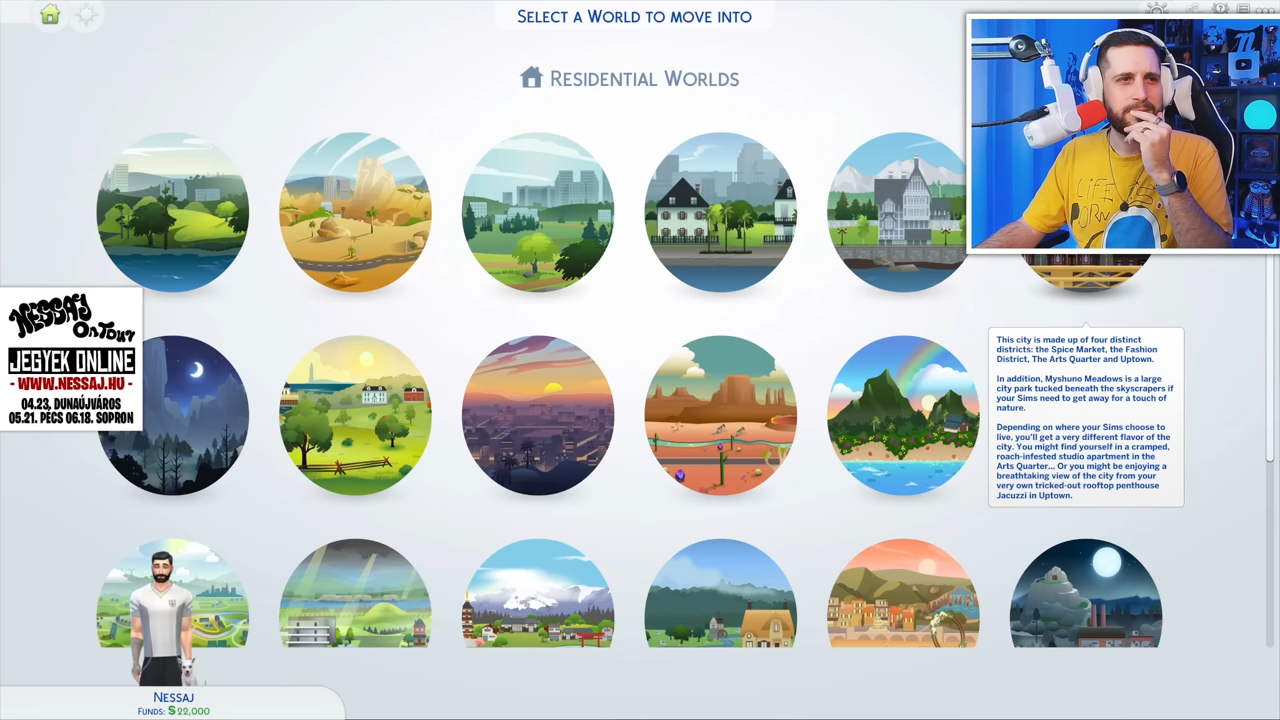 Select a World to move into
Residential Worlds
NESSAJ
OnTour
JEGYEK ONLINE
- WWW.NESSAJ.HU -
04.23. DUNAÚJVÁROS
05.21. PÉCS 06.18. SOPRON
This city is made up of four distinct
districts: the Spice Market, the Fashion
District, The Arts Quarter and Uptown.
In addition, Myshuno Meadows is a large
city park tucked beneath the skyscrapers if
your Sims need to get away for a touch of
nature.
Depending on where your Sims choose to
live, you'll get a very different flavor of the
city. You might find yourself in a cramped,
roach-infested studio apartment in the
Arts Quarter... Or you might be enjoying a
breathtaking view of the city from your
very own tricked-out rooftop penthouse
Jacuzzi in Uptown.
LIFE IS
Nessaj
Funds: §22,000